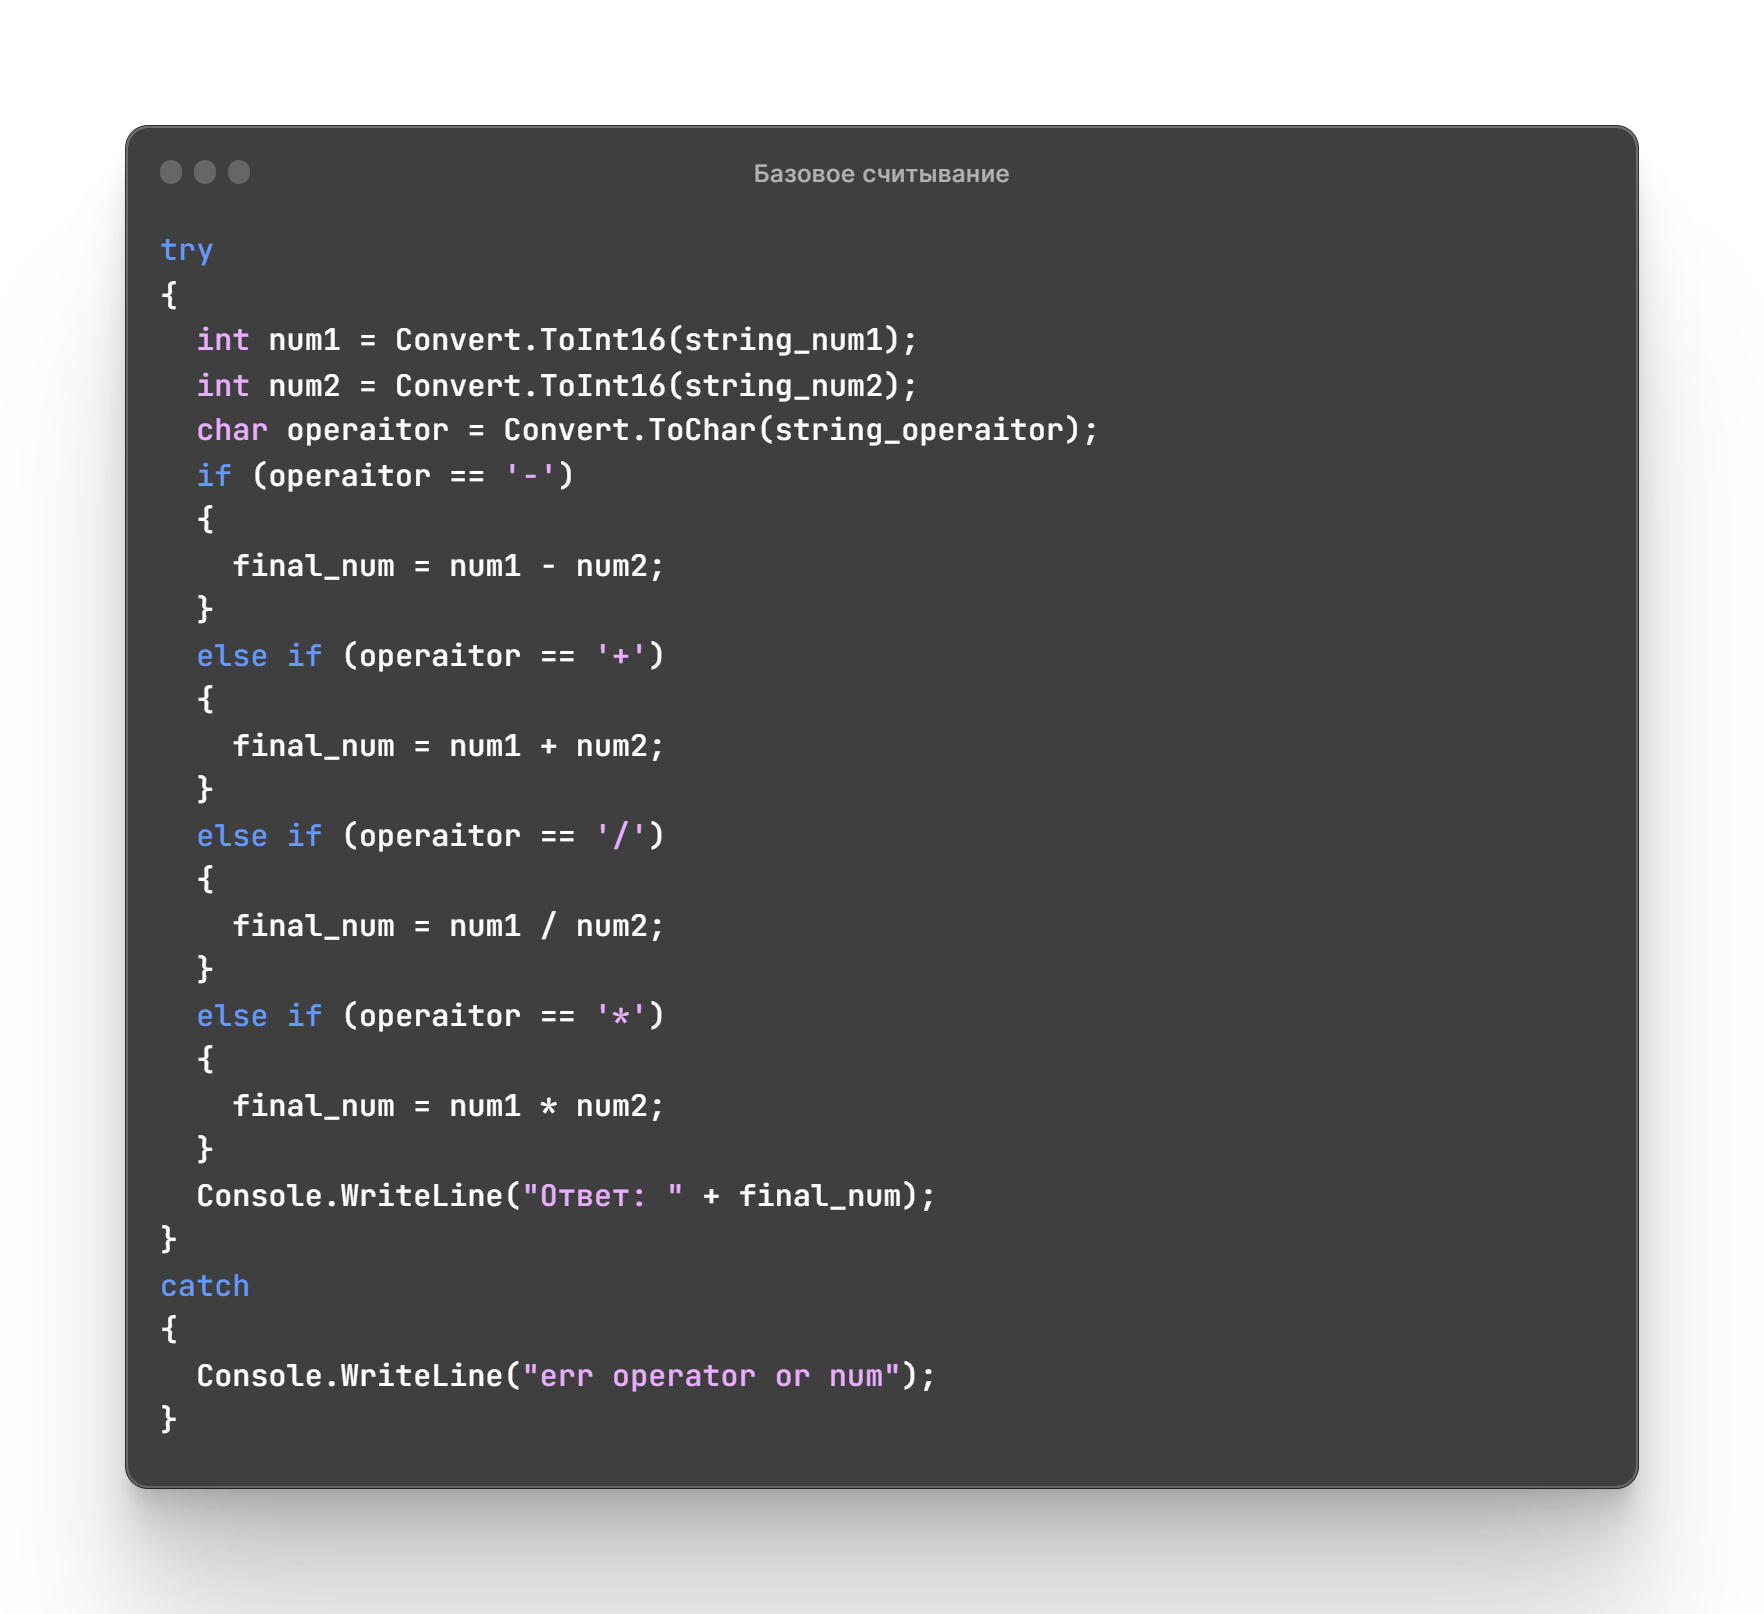 Базовое считывание
try
{
  int num1 = Convert.ToInt16(string_num1);
  int num2 = Convert.ToInt16(string_num2);
  char operaitor = Convert.ToChar(string_operaitor);
  if (operaitor == '-')
  {
    final_num = num1 - num2;
  }
  else if (operaitor == '+')
  {
    final_num = num1 + num2;
  }
  else if (operaitor == '/')
  {
    final_num = num1 / num2;
  }
  else if (operaitor == '*')
  {
    final_num = num1 * num2;
  }
  Console.WriteLine("Ответ: " + final_num);
}
catch
{
  Console.WriteLine("err operator or num");
}